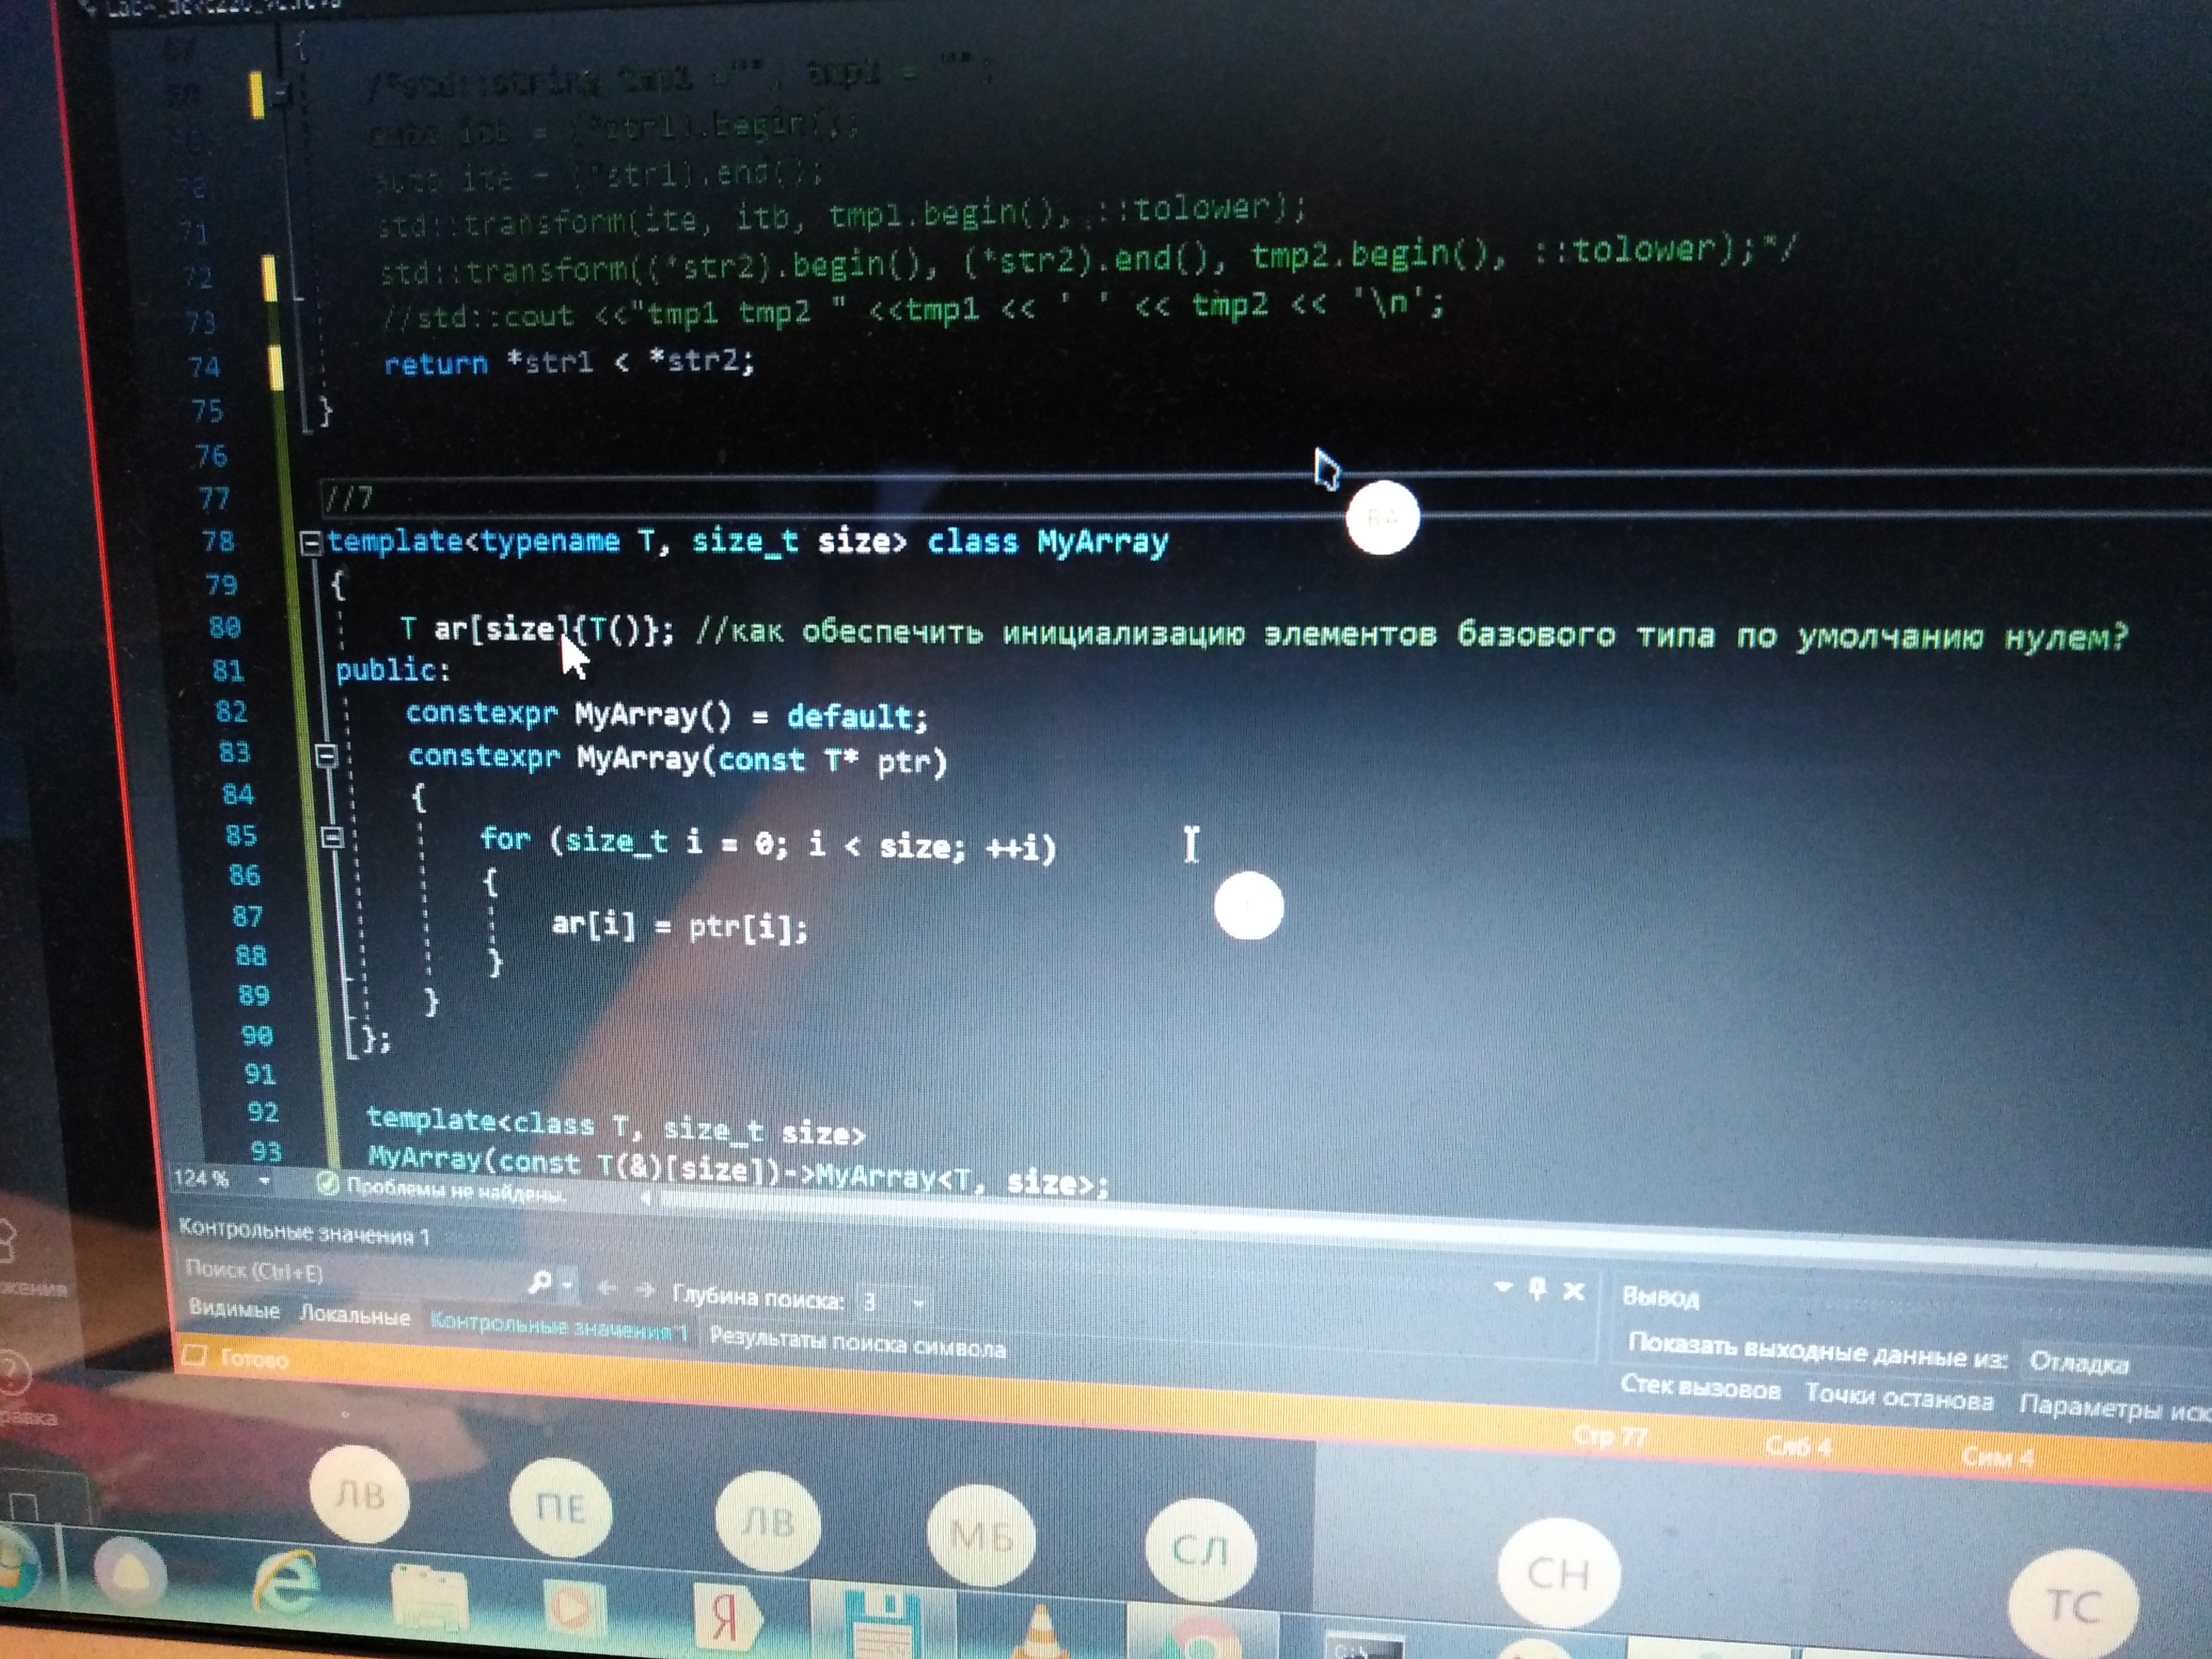 {
/*std::string tmp1 ="", tmp2 = "";
auto itb = (*str1).begin();
auto ite = (*str1).end();
71 std::transform(ite, itb, tmp1.begin(), ::tolower);
72 std::transform((*str2).begin(), (*str2).end(), tmp2.begin(), ::tolower);*/
73 //std::cout <<"tmp1 tmp2 " <<tmp1 << ' ' << tmp2 << '\n';
74 return *str1 < *str2;
75 }
76
77 //7
78 template<typename T, size_t size> class MyArray
79 {
80 T ar[size]{T()}; //как обеспечить инициализацию элементов базового типа по умолчанию нулем?
81 public:
82 constexpr MyArray() = default;
83 constexpr MyArray(const T* ptr)
84 {
85 for (size_t i = 0; i < size; ++i)
86 {
87 ar[i] = ptr[i];
88 }
89 }
90 };
91
92 template<class T, size_t size>
93 MyArray(const T(&)[size])->MyArray<T, size>;
124 % Проблемы не найдены.
Контрольные значения 1
Поиск (Ctrl+E) Глубина поиска: 3
Вывод
Видимые Локальные Контрольные значения 1 Результаты поиска символа
Показать выходные данные из: Отладка
Стек вызовов Точки останова Параметры иск
Готово
Стр 77 Слб 4 Сим 4
ЛВ ПЕ ЛВ МБ СЛ СН ТС
Я